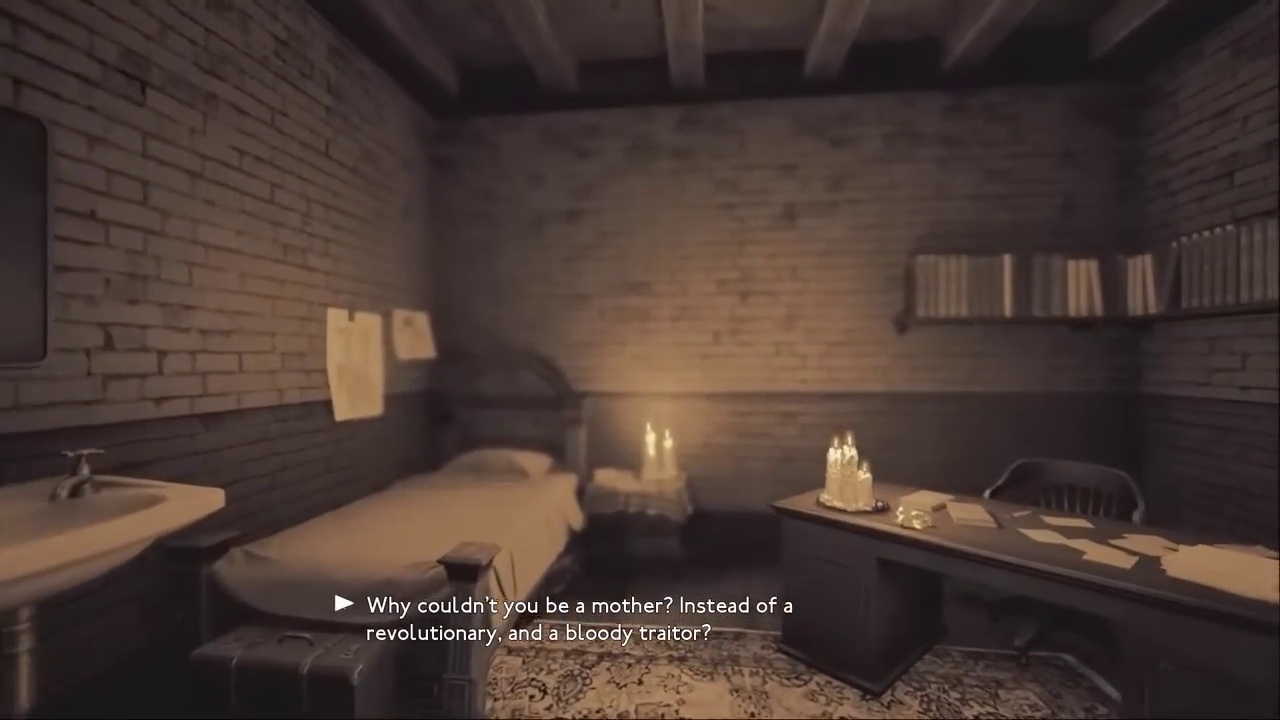 Why couldn't you be a mother? Instead of a
revolutionary, and a bloody traitor?